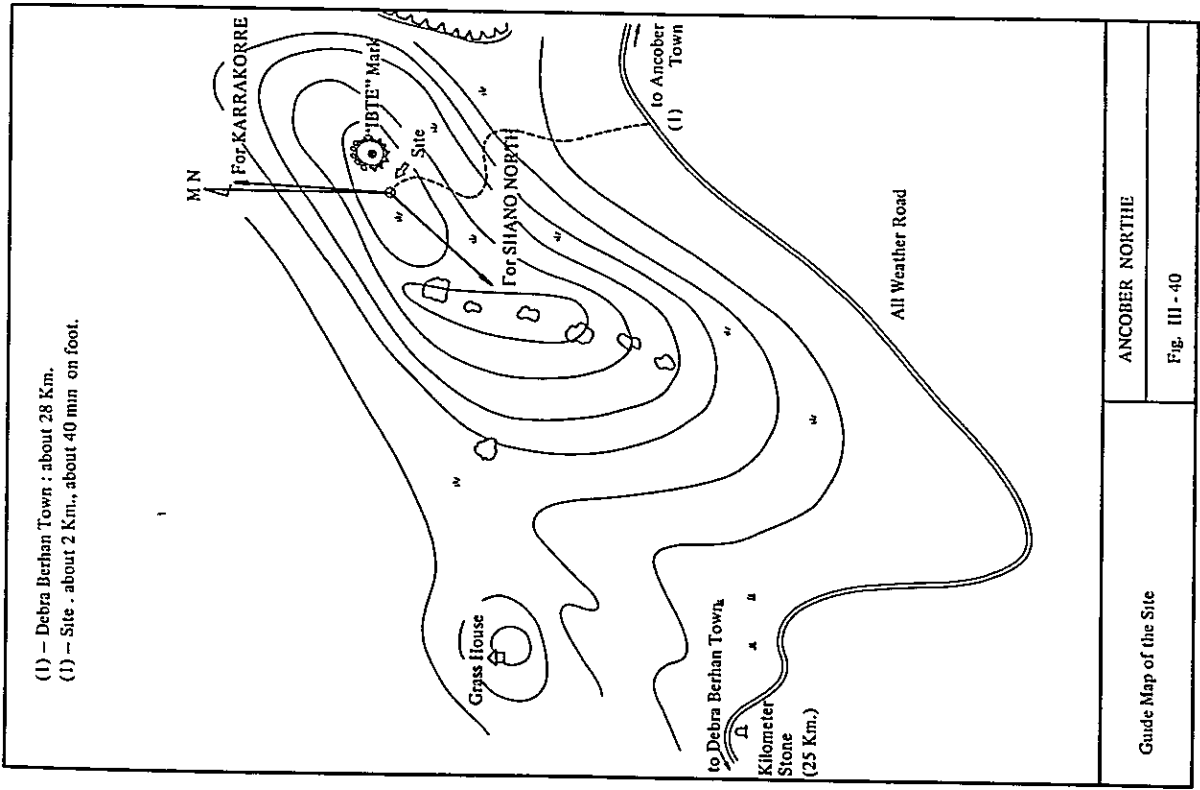 (1) – Debra Berhan Town : about 28 Km.
(1) – Site . about 2 Km., about 40 min on foot.
M N
For KARRAKORRE
"IBTE" Mark
Site
For SHANO NORTH
to Ancober
Town
(1)
Grass House
All Weather Road
to Debra Berhan Town
Kilometer
Stone
(25 Km.)
Guide Map of the Site
ANCOBER NORTHE
Fig. III - 40